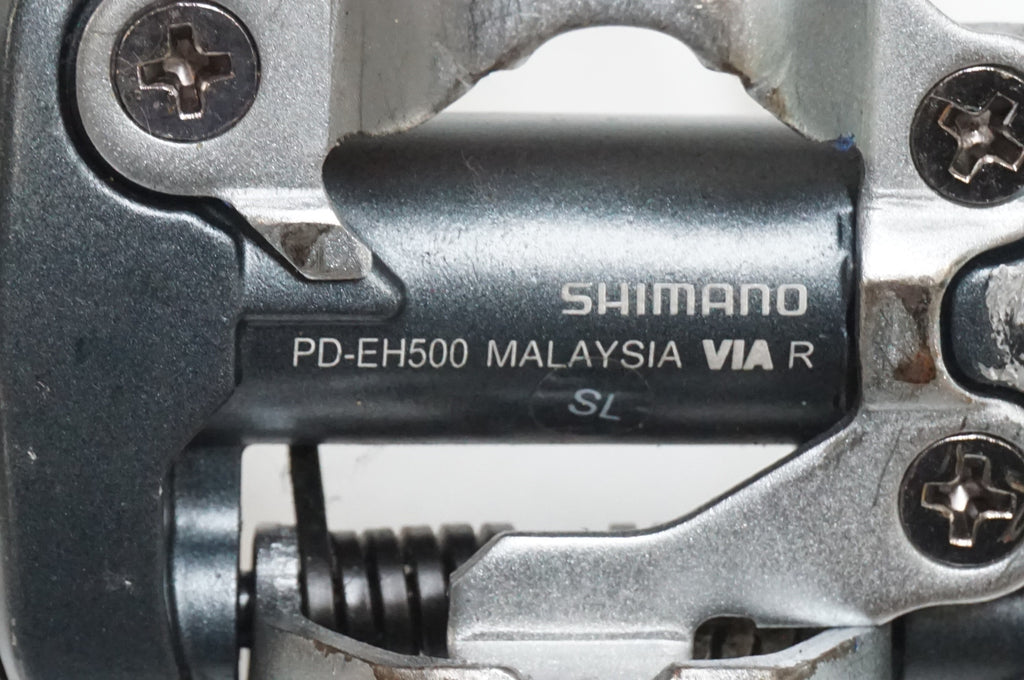 SHIMANO
PD-EH500 MALAYSIA VIA R
SL